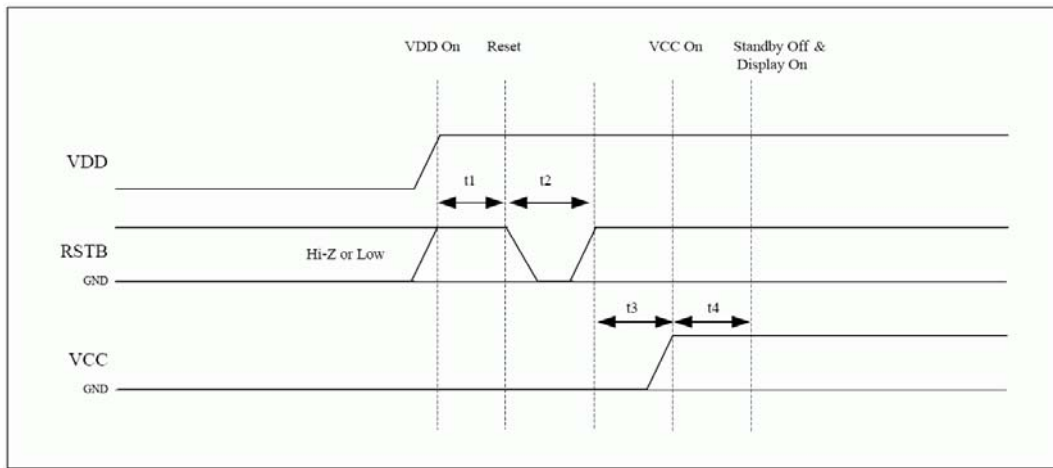 VDD On
Reset
VCC On
Standby Off &
Display On
VDD
t1
t2
RSTB
Hi-Z or Low
GND
t3
t4
VCC
GND